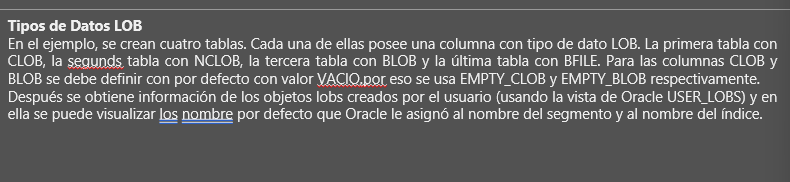 Tipos de Datos LOB
En el ejemplo, se crean cuatro tablas. Cada una de ellas posee una columna con tipo de dato LOB. La primera tabla con
CLOB, la segunds tabla con NCLOB, la tercera tabla con BLOB y la última tabla con BFILE. Para las columnas CLOB y
BLOB se debe definir con por defecto con valor VACIO.por eso se usa EMPTY_CLOB y EMPTY_BLOB respectivamente.
Después se obtiene información de los objetos lobs creados por el usuario (usando la vista de Oracle USER_LOBS) y en
ella se puede visualizar los nombre por defecto que Oracle le asignó al nombre del segmento y al nombre del índice.